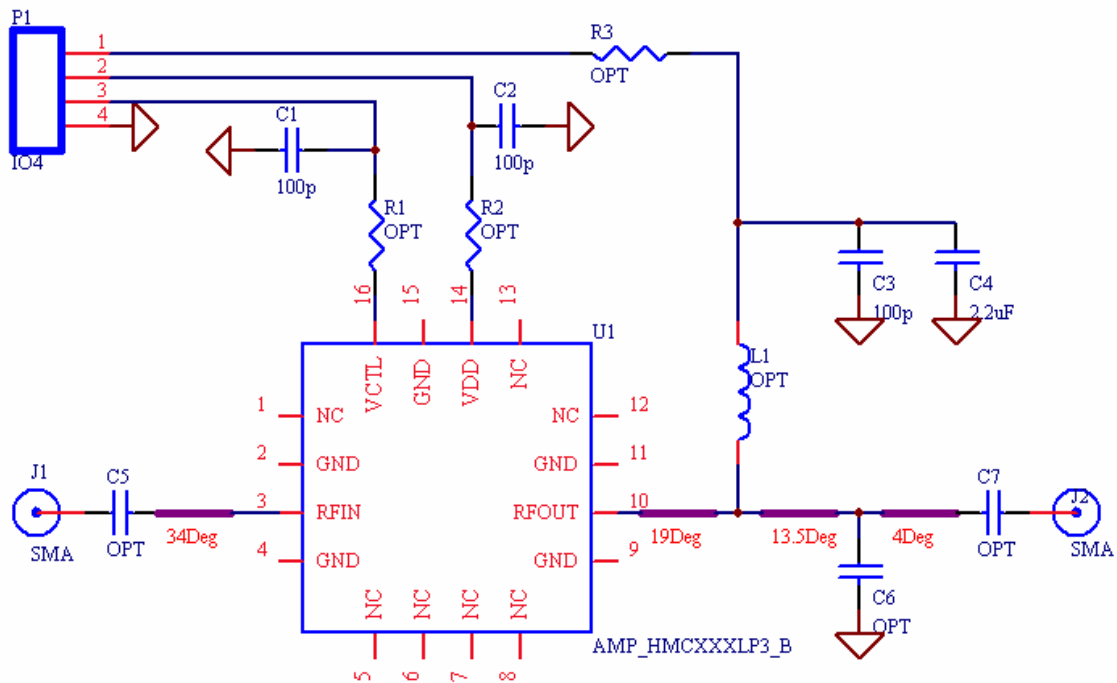 P1
1
2
3
4
IO4
R3
OPT
C1
100p
C2
100p
R1
OPT
R2
OPT
16
15
14
13
U1
C3
100p
C4
2.2uF
L1
OPT
VCTL
GND
VDD
NC
1
NC
12
2
GND
GND
11
J1
SMA
C5
OPT
34Deg
3
RFIN
RFOUT
10
19Deg
13.5Deg
4Deg
C7
OPT
J2
SMA
4
GND
GND
9
C6
OPT
NC
NC
NC
NC
AMP_HMCXXXLP3_B
5
6
7
8